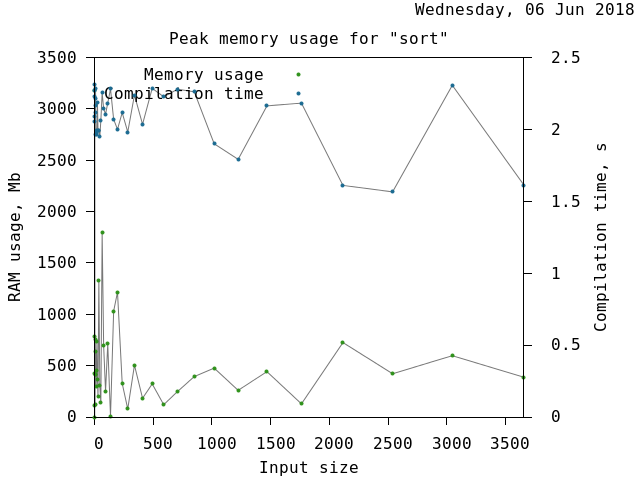 Wednesday, 06 Jun 2018
Peak memory usage for "sort"
3500
3000
2500
2000
1500
1000
500
0
2.5
2
1.5
1
0.5
0
Memory usage
Compilation time
RAM usage, Mb
Compilation time, s
0 500 1000 1500 2000 2500 3000 3500
Input size